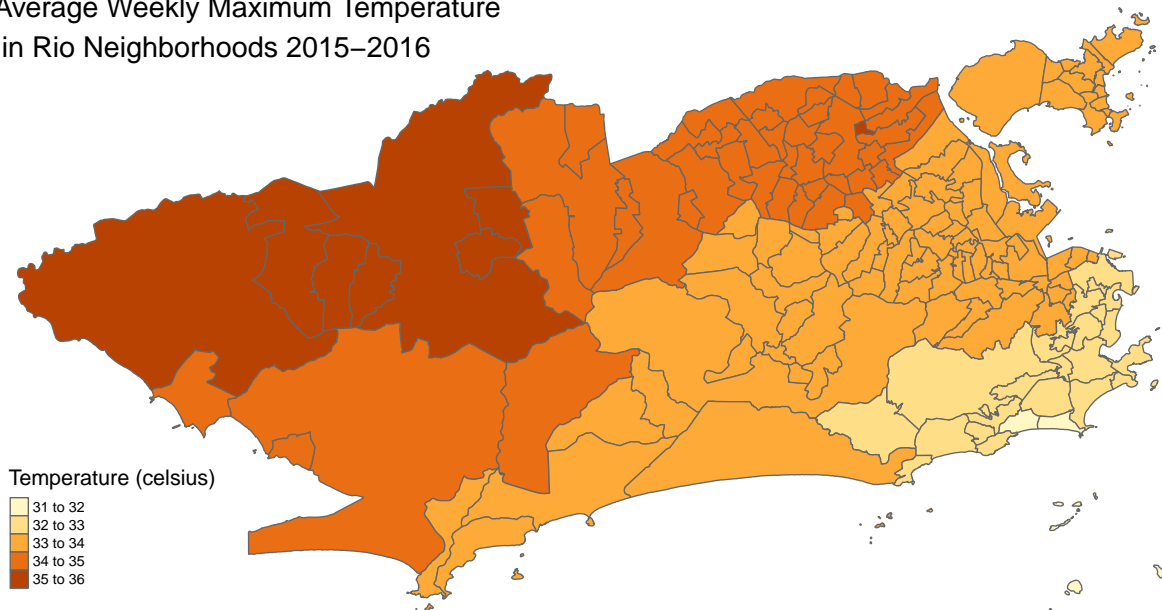 Average Weekly Maximum Temperature
in Rio Neighborhoods 2015−2016
Temperature (celsius)
31 to 32
32 to 33
33 to 34
34 to 35
35 to 36